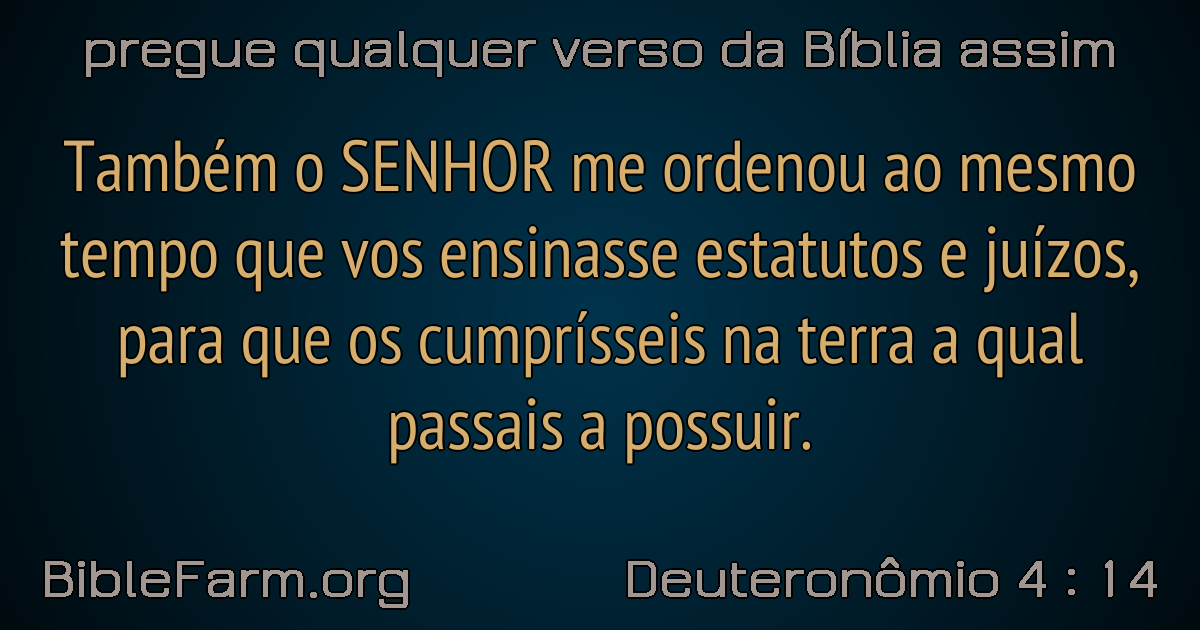 pregue qualquer verso da Bíblia assim
Também o SENHOR me ordenou ao mesmo
tempo que vos ensinasse estatutos e juízos,
para que os cumprísseis na terra a qual
passais a possuir.
BibleFarm.org
Deuteronômio 4 : 14